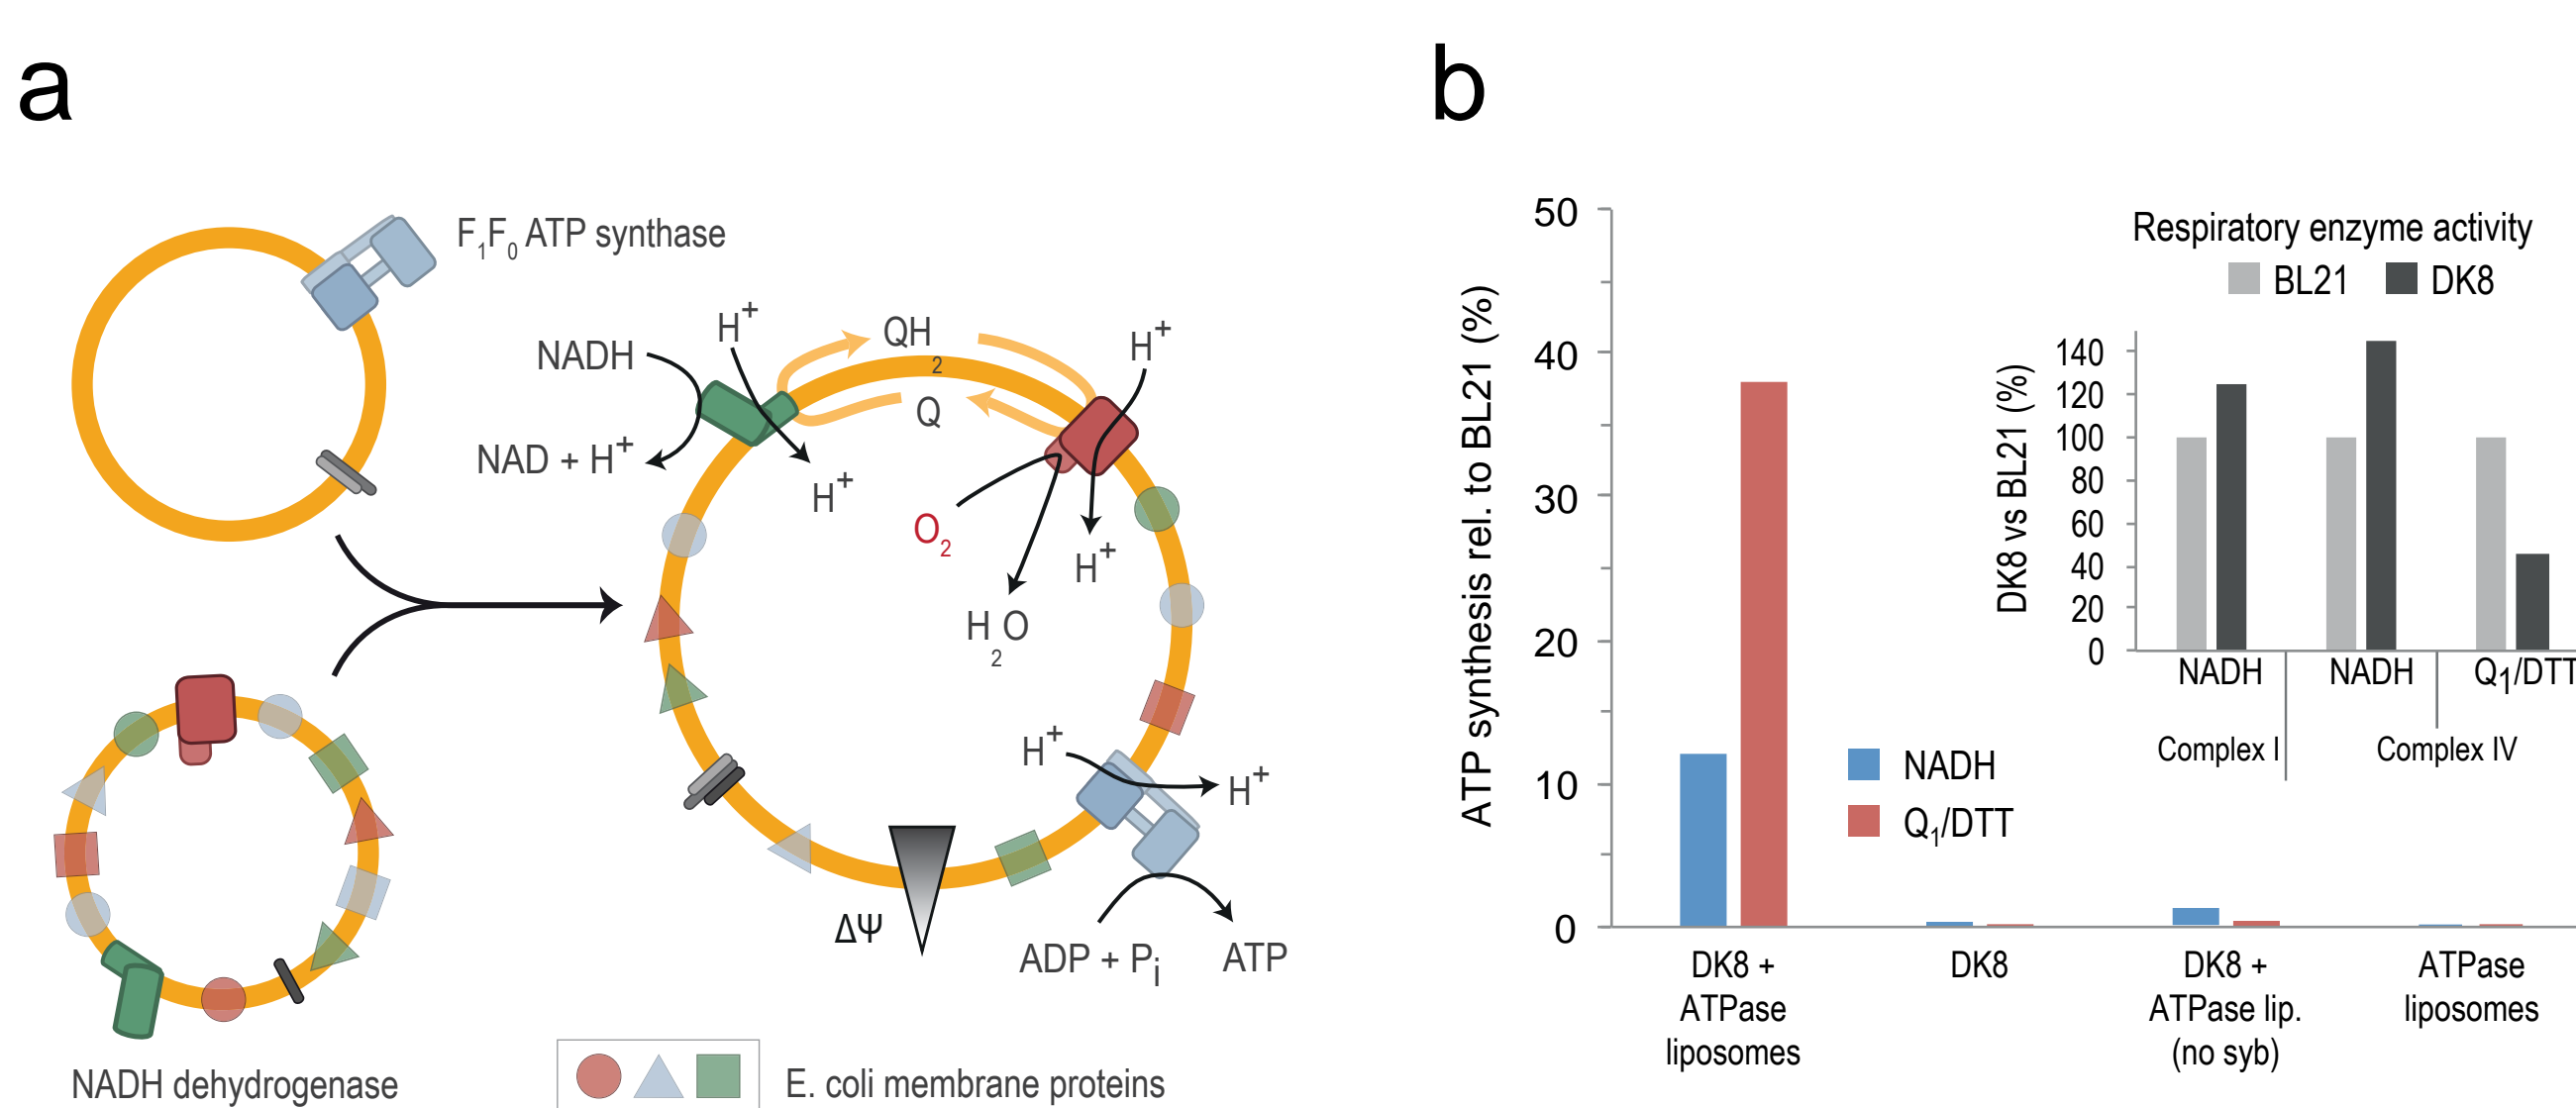 a
F1F0 ATP synthase
NADH
H+
QH2
H+
Q
NAD + H+
H+
O2
H+
H2O
H+
H+
ΔΨ
ADP + Pi
ATP
NADH dehydrogenase
E. coli membrane proteins
b
ATP synthesis rel. to BL21 (%)
50
40
30
20
10
0
NADH
Q1/DTT
DK8 +
ATPase
liposomes
DK8
DK8 +
ATPase lip.
(no syb)
ATPase
liposomes
Respiratory enzyme activity
BL21
DK8
DK8 vs BL21 (%)
140
120
100
80
60
40
20
0
NADH
NADH
Q1/DTT
Complex I
Complex IV